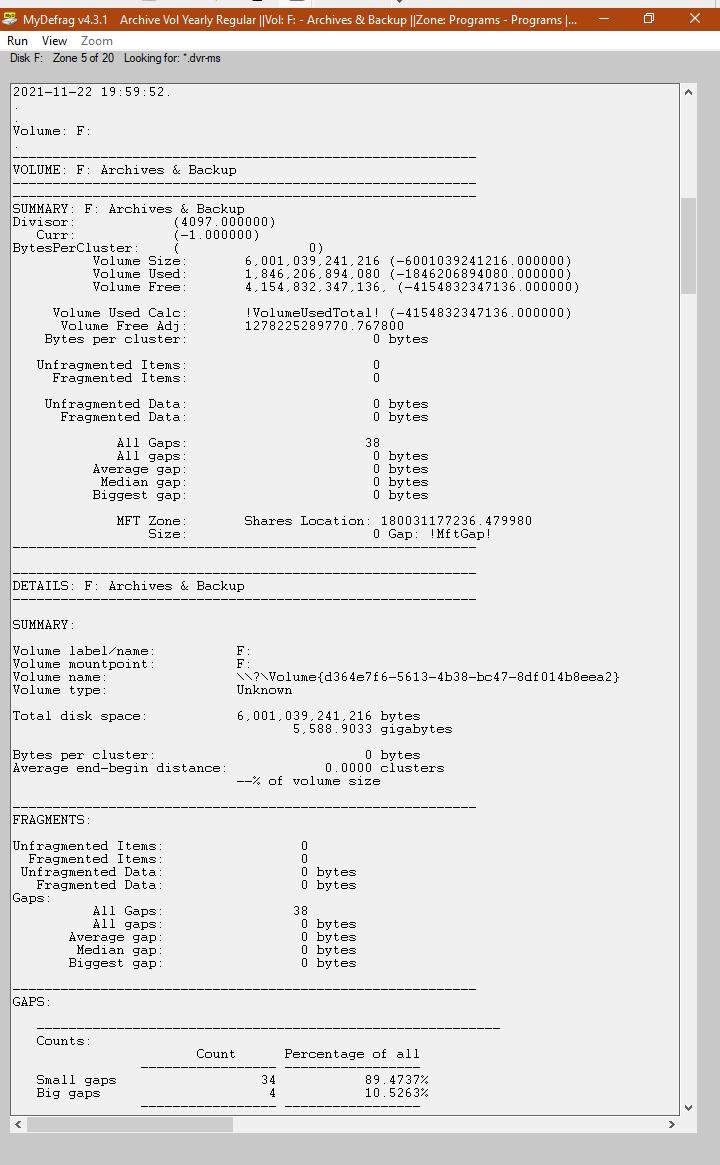 MyDefrag v4.3.1 Archive Vol Yearly Regular ||Vol: F: - Archives & Backup ||Zone: Programs - Programs |...
Run View Zoom
Disk F: Zone 5 of 20 Looking for: *.dvr-ms
2021-11-22 19:59:52.
.
.
Volume: F:
.
----------------------------------------------------------
VOLUME: F: Archives & Backup
----------------------------------------------------------
----------------------------------------------------------
SUMMARY: F: Archives & Backup
Divisor: (4097.000000)
Curr: (-1.000000)
BytesPerCluster: ( 0)
Volume Size: 6,001,039,241,216 (-6001039241216.000000)
Volume Used: 1,846,206,894,080 (-1846206894080.000000)
Volume Free: 4,154,832,347,136, (-4154832347136.000000)
Volume Used Calc: !VolumeUsedTotal! (-4154832347136.000000)
Volume Free Adj: 1278225289770.767800
Bytes per cluster: 0 bytes
Unfragmented Items: 0
Fragmented Items: 0
Unfragmented Data: 0 bytes
Fragmented Data: 0 bytes
All Gaps: 38
All gaps: 0 bytes
Average gap: 0 bytes
Median gap: 0 bytes
Biggest gap: 0 bytes
MFT Zone: Shares Location: 180031177236.479980
Size: 0 Gap: !MftGap!
----------------------------------------------------------
----------------------------------------------------------
DETAILS: F: Archives & Backup
----------------------------------------------------------
SUMMARY:
Volume label/name: F:
Volume mountpoint: F:
Volume name: \\?\Volume{d364e7f6-5613-4b38-bc47-8df014b8eea2}
Volume type: Unknown
Total disk space: 6,001,039,241,216 bytes
5,588.9033 gigabytes
Bytes per cluster: 0 bytes
Average end-begin distance: 0.0000 clusters
--% of volume size
----------------------------------------------------------
FRAGMENTS:
Unfragmented Items: 0
Fragmented Items: 0
Unfragmented Data: 0 bytes
Fragmented Data: 0 bytes
Gaps:
All Gaps: 38
All gaps: 0 bytes
Average gap: 0 bytes
Median gap: 0 bytes
Biggest gap: 0 bytes
----------------------------------------------------------
GAPS:
----------------------------------------------------------
Counts:
Count Percentage of all
----------------- -----------------
Small gaps 34 89.4737%
Big gaps 4 10.5263%
----------------- -----------------